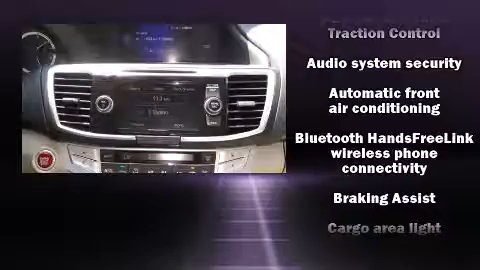 Traction Control
Audio system security
Automatic front
air conditioning
Bluetooth HandsFreeLink
wireless phone
connectivity
Braking Assist
Cargo area light